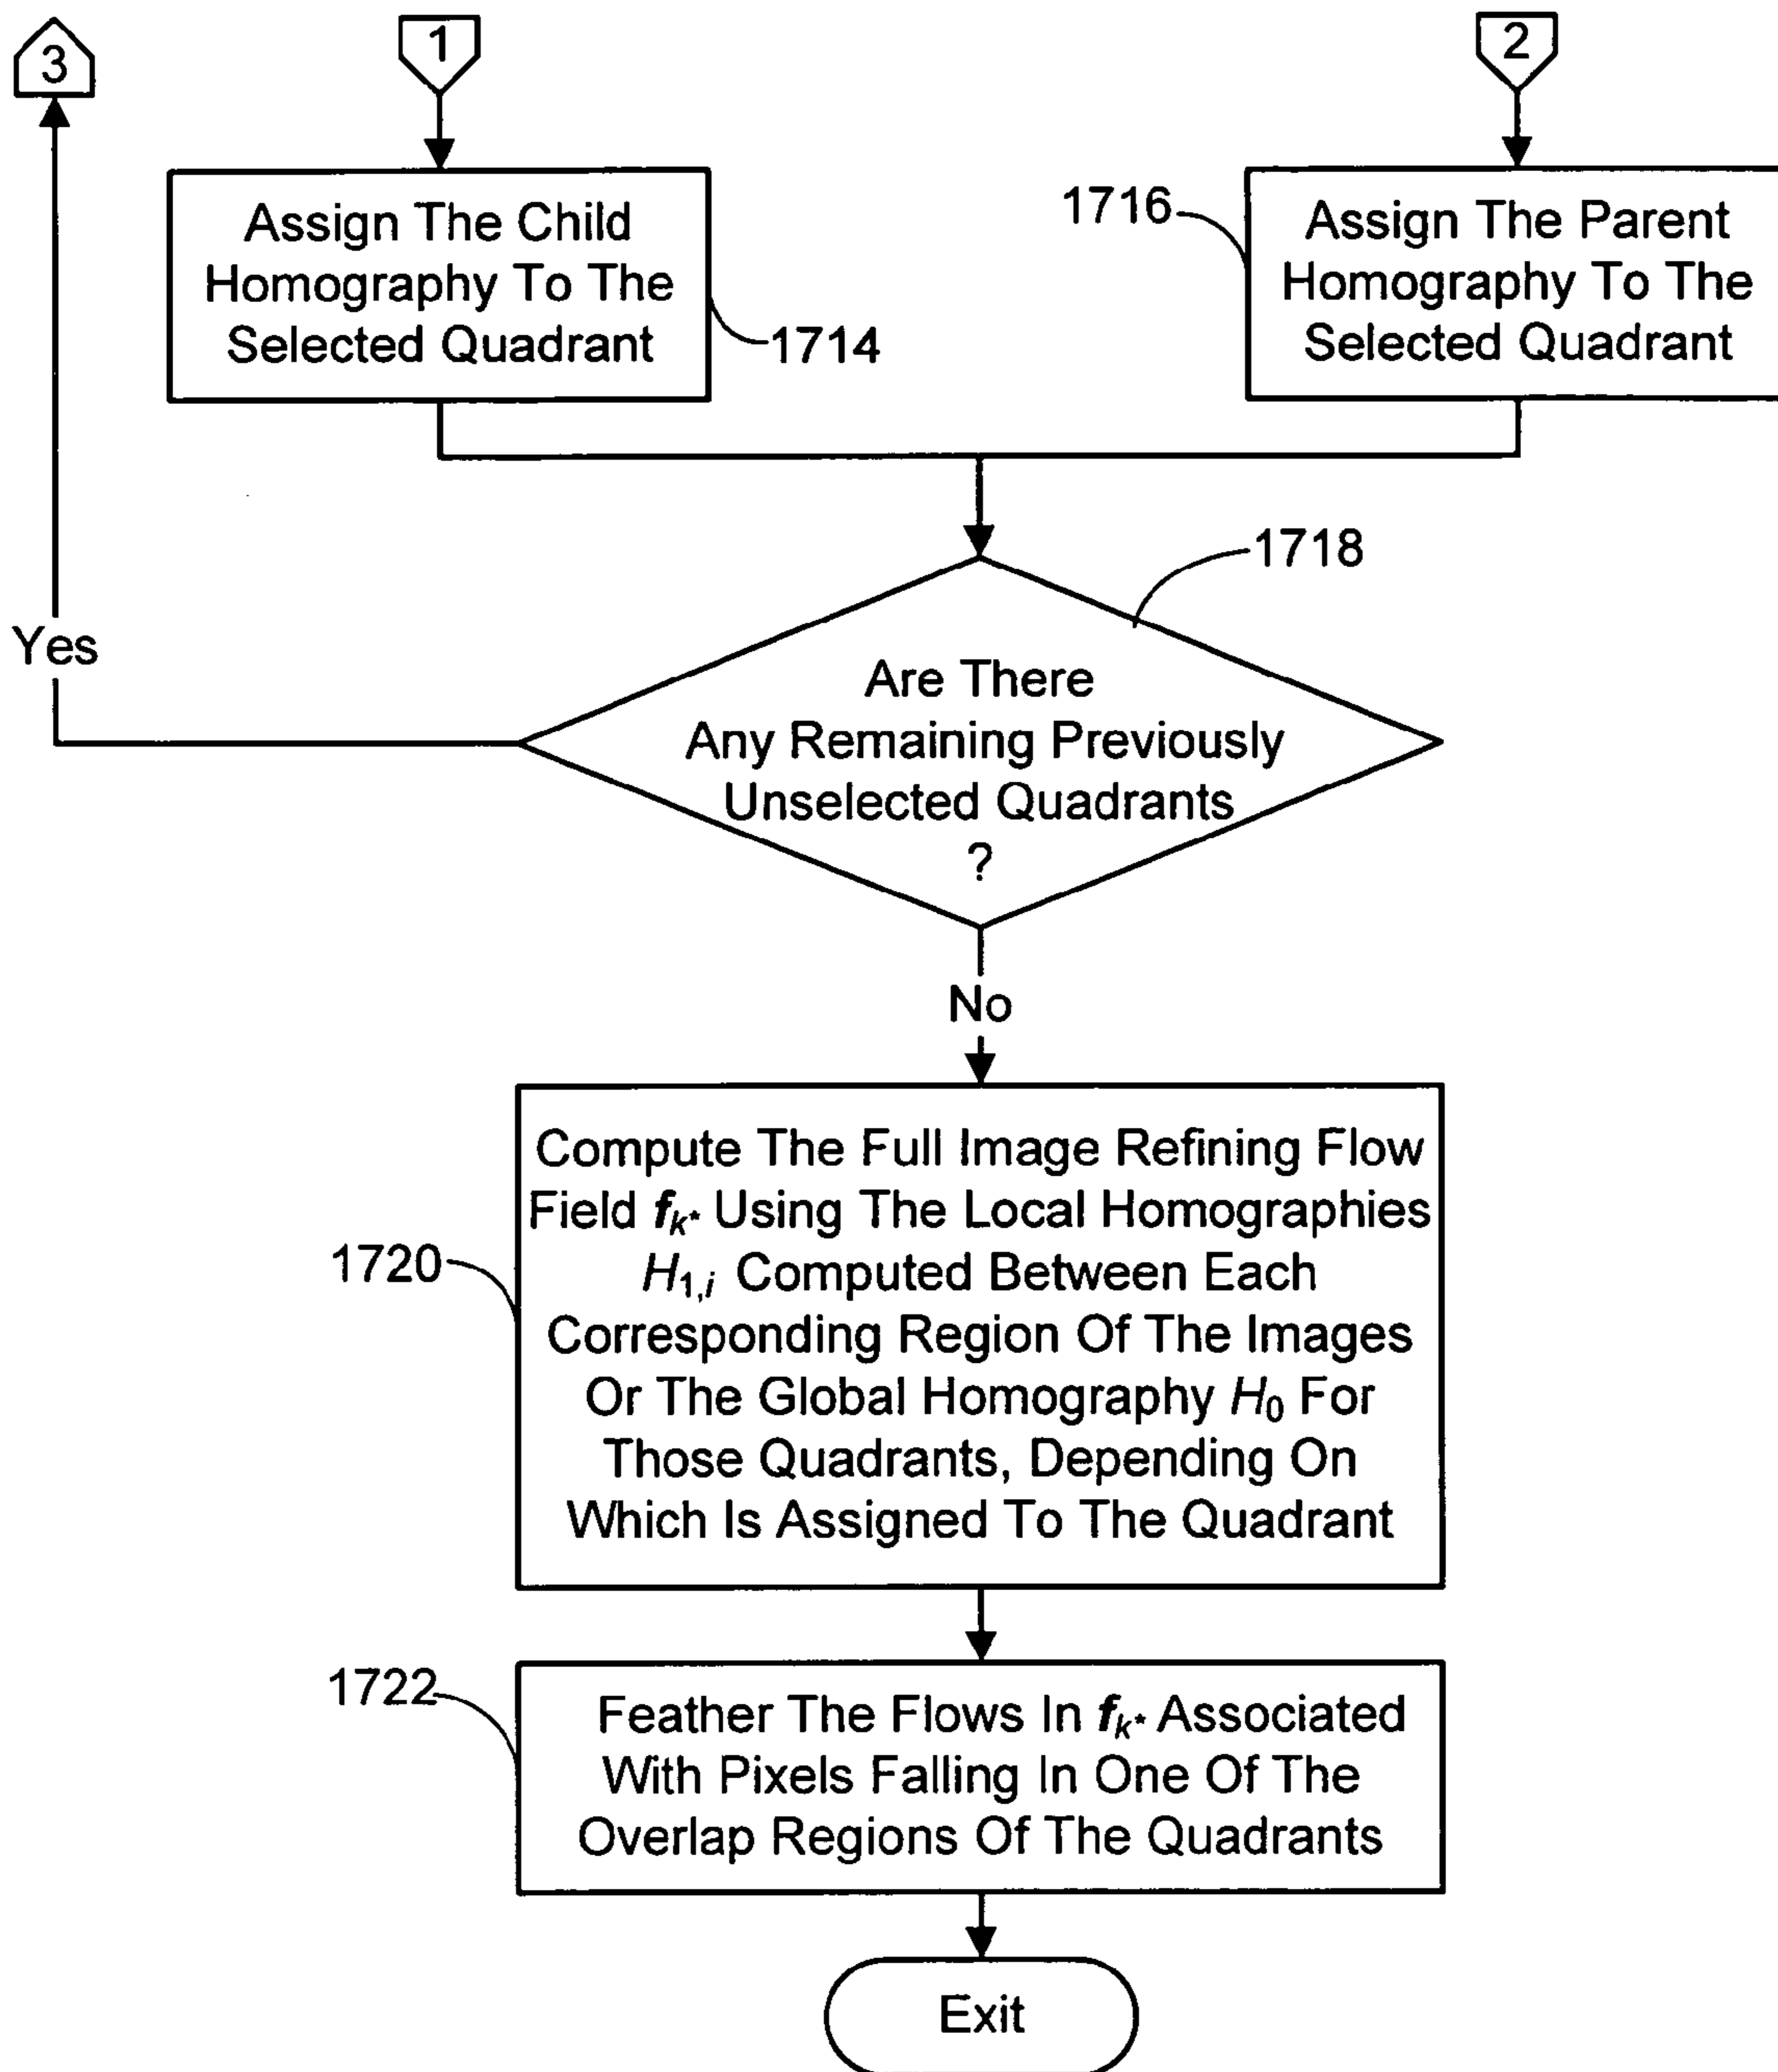 3
1
2
Assign The Child
Homography To The
Selected Quadrant
1714
1716
Assign The Parent
Homography To The
Selected Quadrant
1718
Yes
Are There
Any Remaining Previously
Unselected Quadrants
?
No
1720
Compute The Full Image Refining Flow
Field f_k* Using The Local Homographies
H_1,i Computed Between Each
Corresponding Region Of The Images
Or The Global Homography H_0 For
Those Quadrants, Depending On
Which Is Assigned To The Quadrant
1722
Feather The Flows In f_k* Associated
With Pixels Falling In One Of The
Overlap Regions Of The Quadrants
Exit